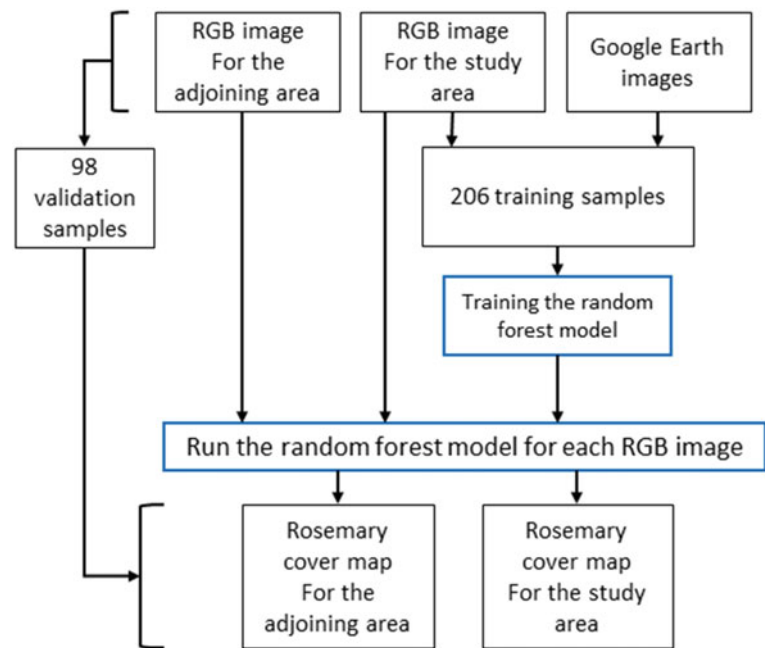 RGB image
For the
adjoining area
RGB image
For the study
area
Google Earth
images
98
validation
samples
206 training samples
Training the random
forest model
Run the random forest model for each RGB image
Rosemary
cover map
For the
adjoining area
Rosemary
cover map
For the study
area